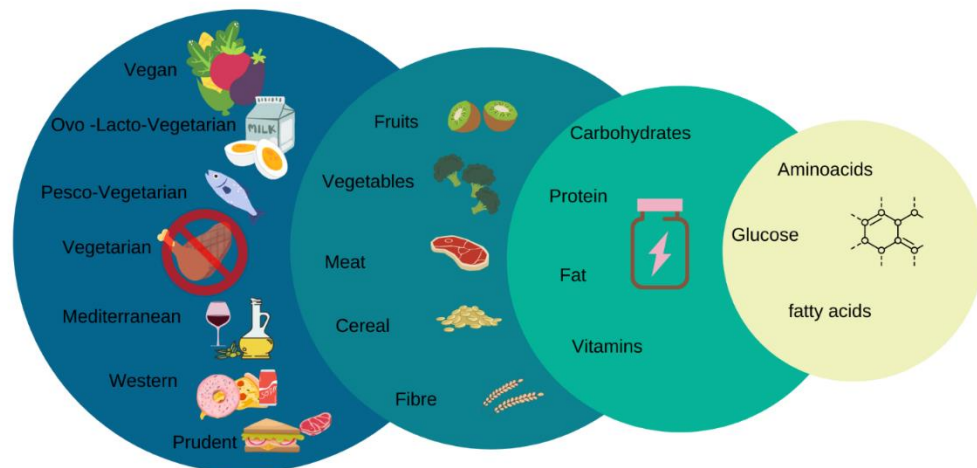 Vegan
Ovo -Lacto-Vegetarian
MILK
Pesco-Vegetarian
Vegetarian
Mediterranean
Western
Prudent
Fruits
Vegetables
Meat
Cereal
Fibre
Carbohydrates
Protein
Fat
Vitamins
Aminoacids
Glucose
fatty acids